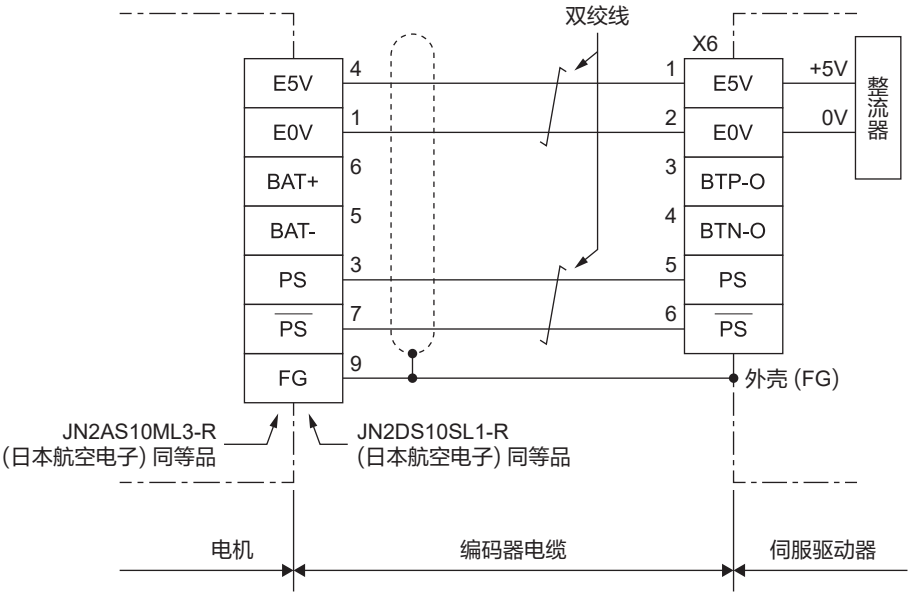 双绞线
X6
E5V
4
1
E5V
+5V
整流器
E0V
1
2
E0V
0V
BAT+
6
3
BTP-O
BAT-
5
4
BTN-O
PS
3
5
PS
PS
7
6
PS
FG
9
外壳 (FG)
JN2AS10ML3-R
(日本航空电子) 同等品
JN2DS10SL1-R
(日本航空电子) 同等品
电机
编码器电缆
伺服驱动器